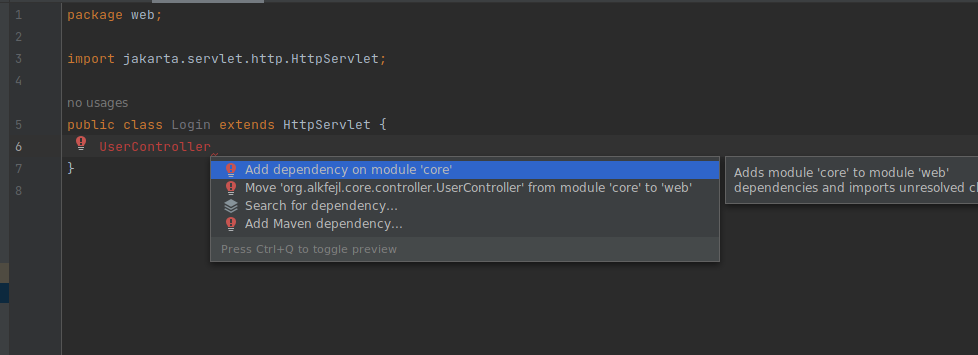 1 package web;
2
3 import jakarta.servlet.http.HttpServlet;
4
no usages
5 public class Login extends HttpServlet {
6 UserController
7 }
8
Add dependency on module 'core'
Move 'org.alkfejl.core.controller.UserController' from module 'core' to 'web'
Search for dependency...
Add Maven dependency...
Press Ctrl+Q to toggle preview
Adds module 'core' to module 'web'
dependencies and imports unresolved